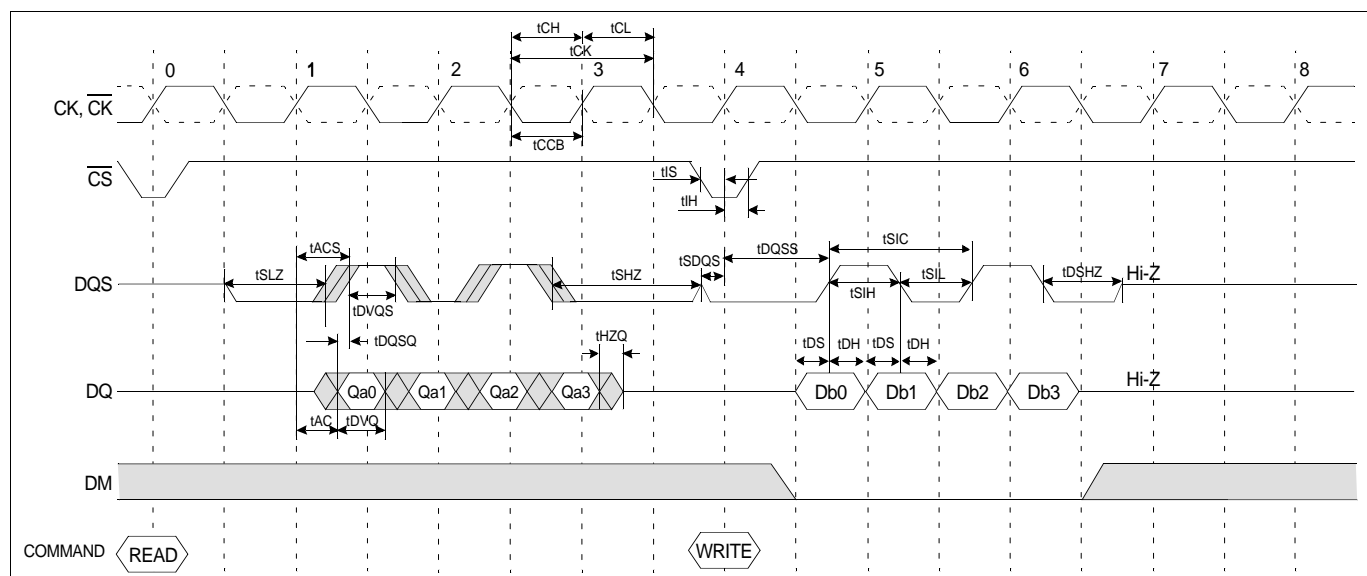 tCH tCL
tCK
0 1 2 3 4 5 6 7 8
CK, C̅K̅
tCCB
C̅S̅
tIS
tIH
tACS
tSLZ
DQS
tDVQS
tDQSQ
tSHZ
tSDQS
tDQSS
tSIC
tSIH
tSIL
tDSHZ
Hi-Z
tHZQ
tDS tDH tDS tDH
DQ
Qa0 Qa1 Qa2 Qa3
Db0 Db1 Db2 Db3
Hi-Z
tAC tDVQ
DM
COMMAND
READ
WRITE